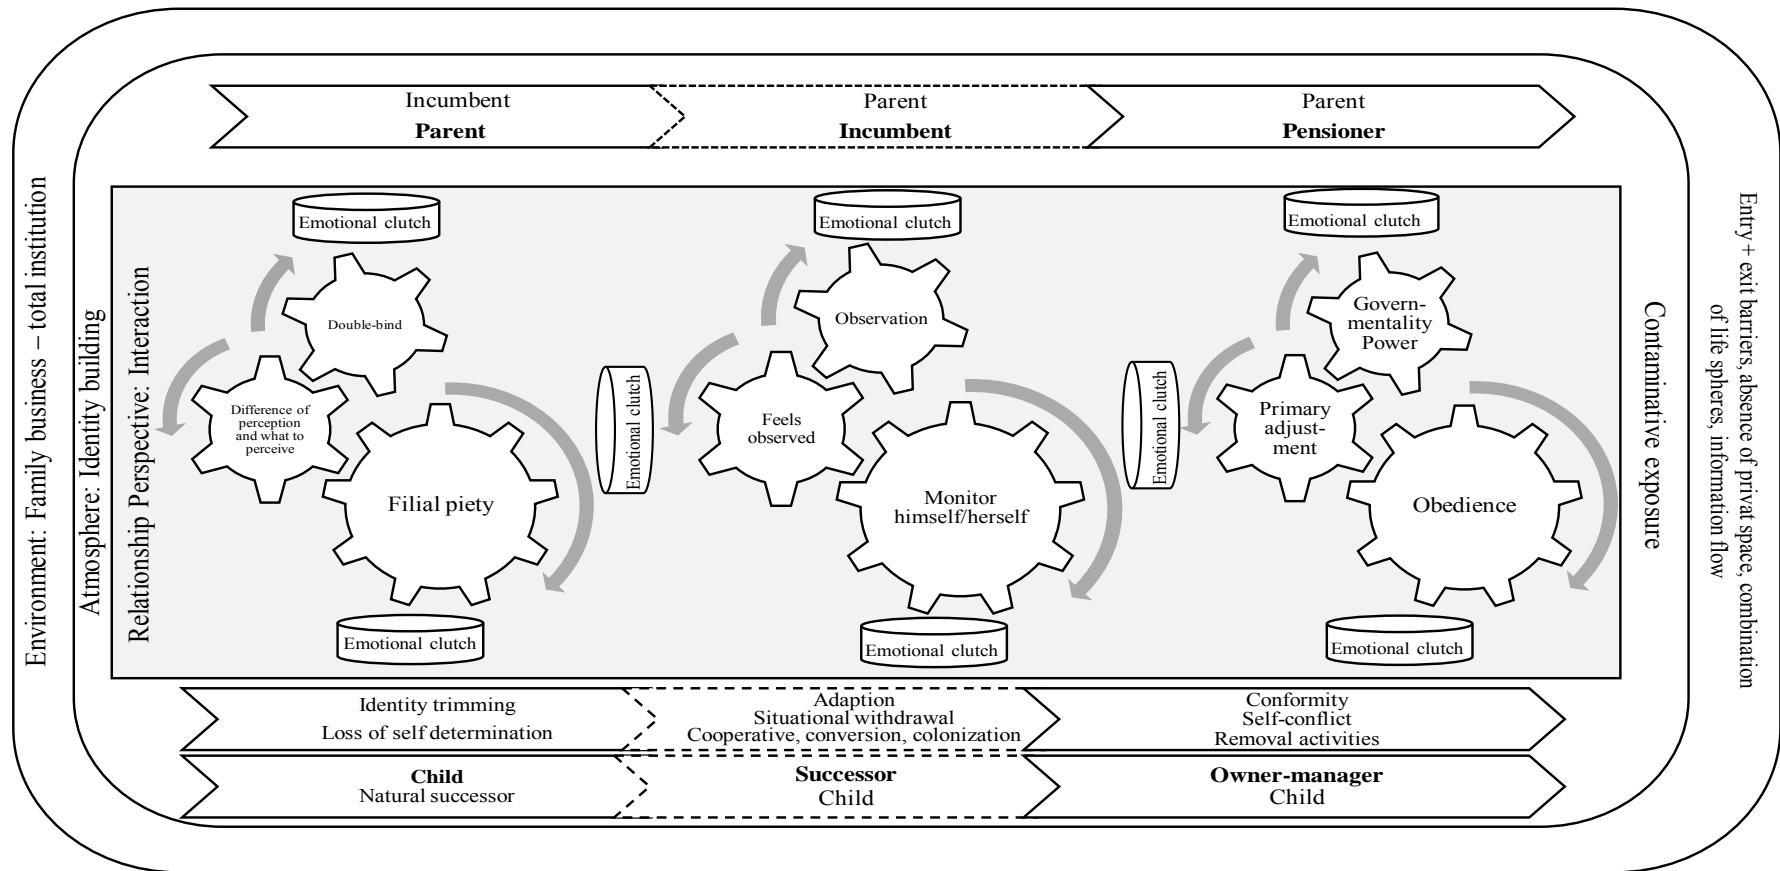 Environment: Family business – total institution
Atmosphere: Identity building
Relationship Perspective: Interaction
Incumbent
Parent
Parent
Incumbent
Parent
Pensioner
Emotional clutch
Double-bind
Difference of
perception
and what to
perceive
Filial piety
Emotional clutch
Emotional clutch
Emotional clutch
Observation
Feels
observed
Monitor
himself/herself
Emotional clutch
Emotional clutch
Emotional clutch
Govern-
mentality
Power
Primary
adjust-
ment
Obedience
Emotional clutch
Identity trimming
Loss of self determination
Adaption
Situational withdrawal
Cooperative, conversion, colonization
Conformity
Self-conflict
Removal activities
Child
Natural successor
Successor
Child
Owner-manager
Child
Contaminative exposure
Entry+ exit barriers, absence of privat space, combination
of life spheres, information flow